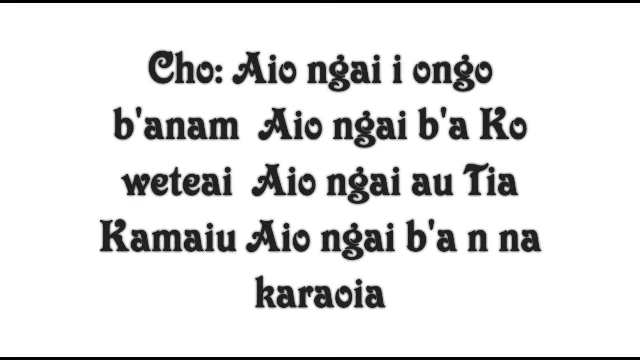 Cho: Aio ngai i ongo
b'anam Aio ngai b'a Ko
weteai Aio ngai au Tia
Kamaiu Aio ngai b'a n na
karaoia